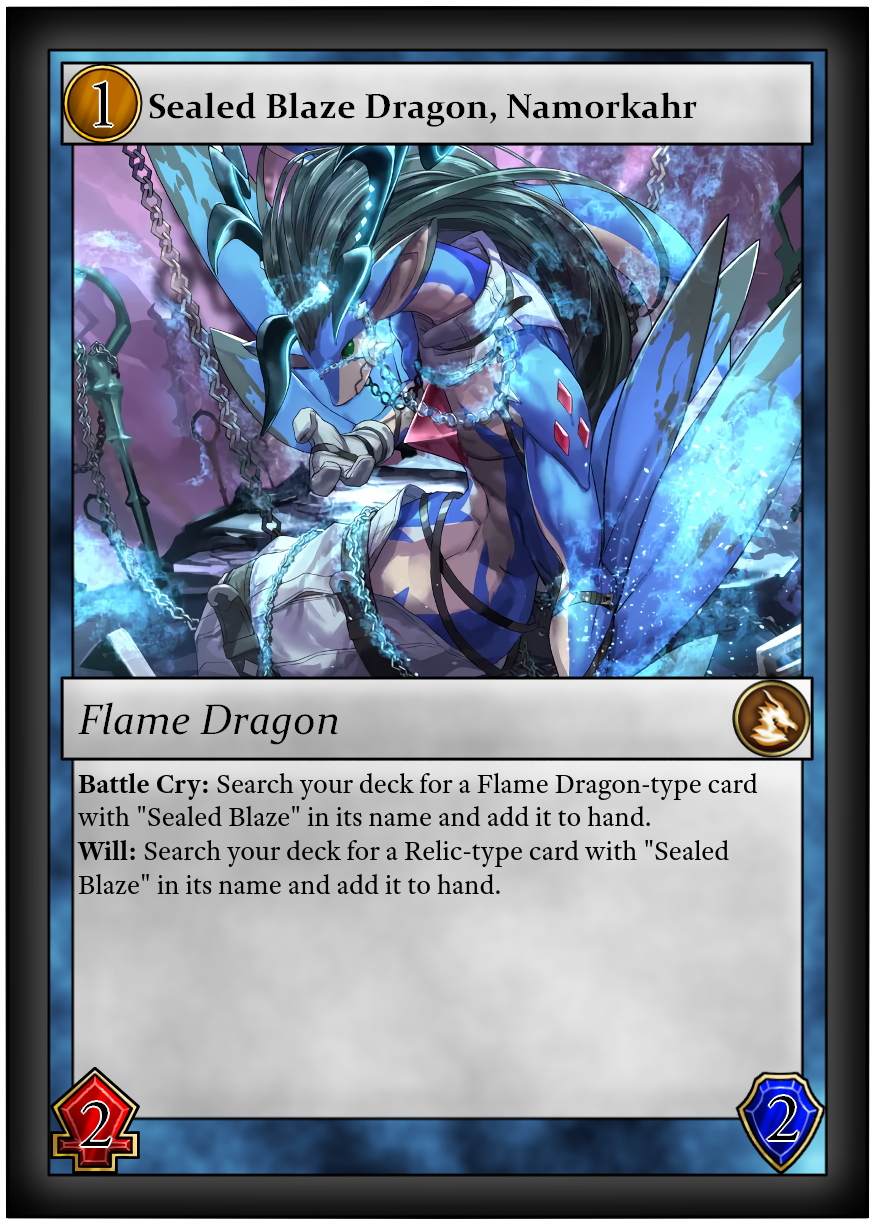 1
Sealed Blaze Dragon, Namorkahr
Flame Dragon
Battle Cry: Search your deck for a Flame Dragon-type card
with "Sealed Blaze" in its name and add it to hand.
Will: Search your deck for a Relic-type card with "Sealed
Blaze" in its name and add it to hand.
2
2